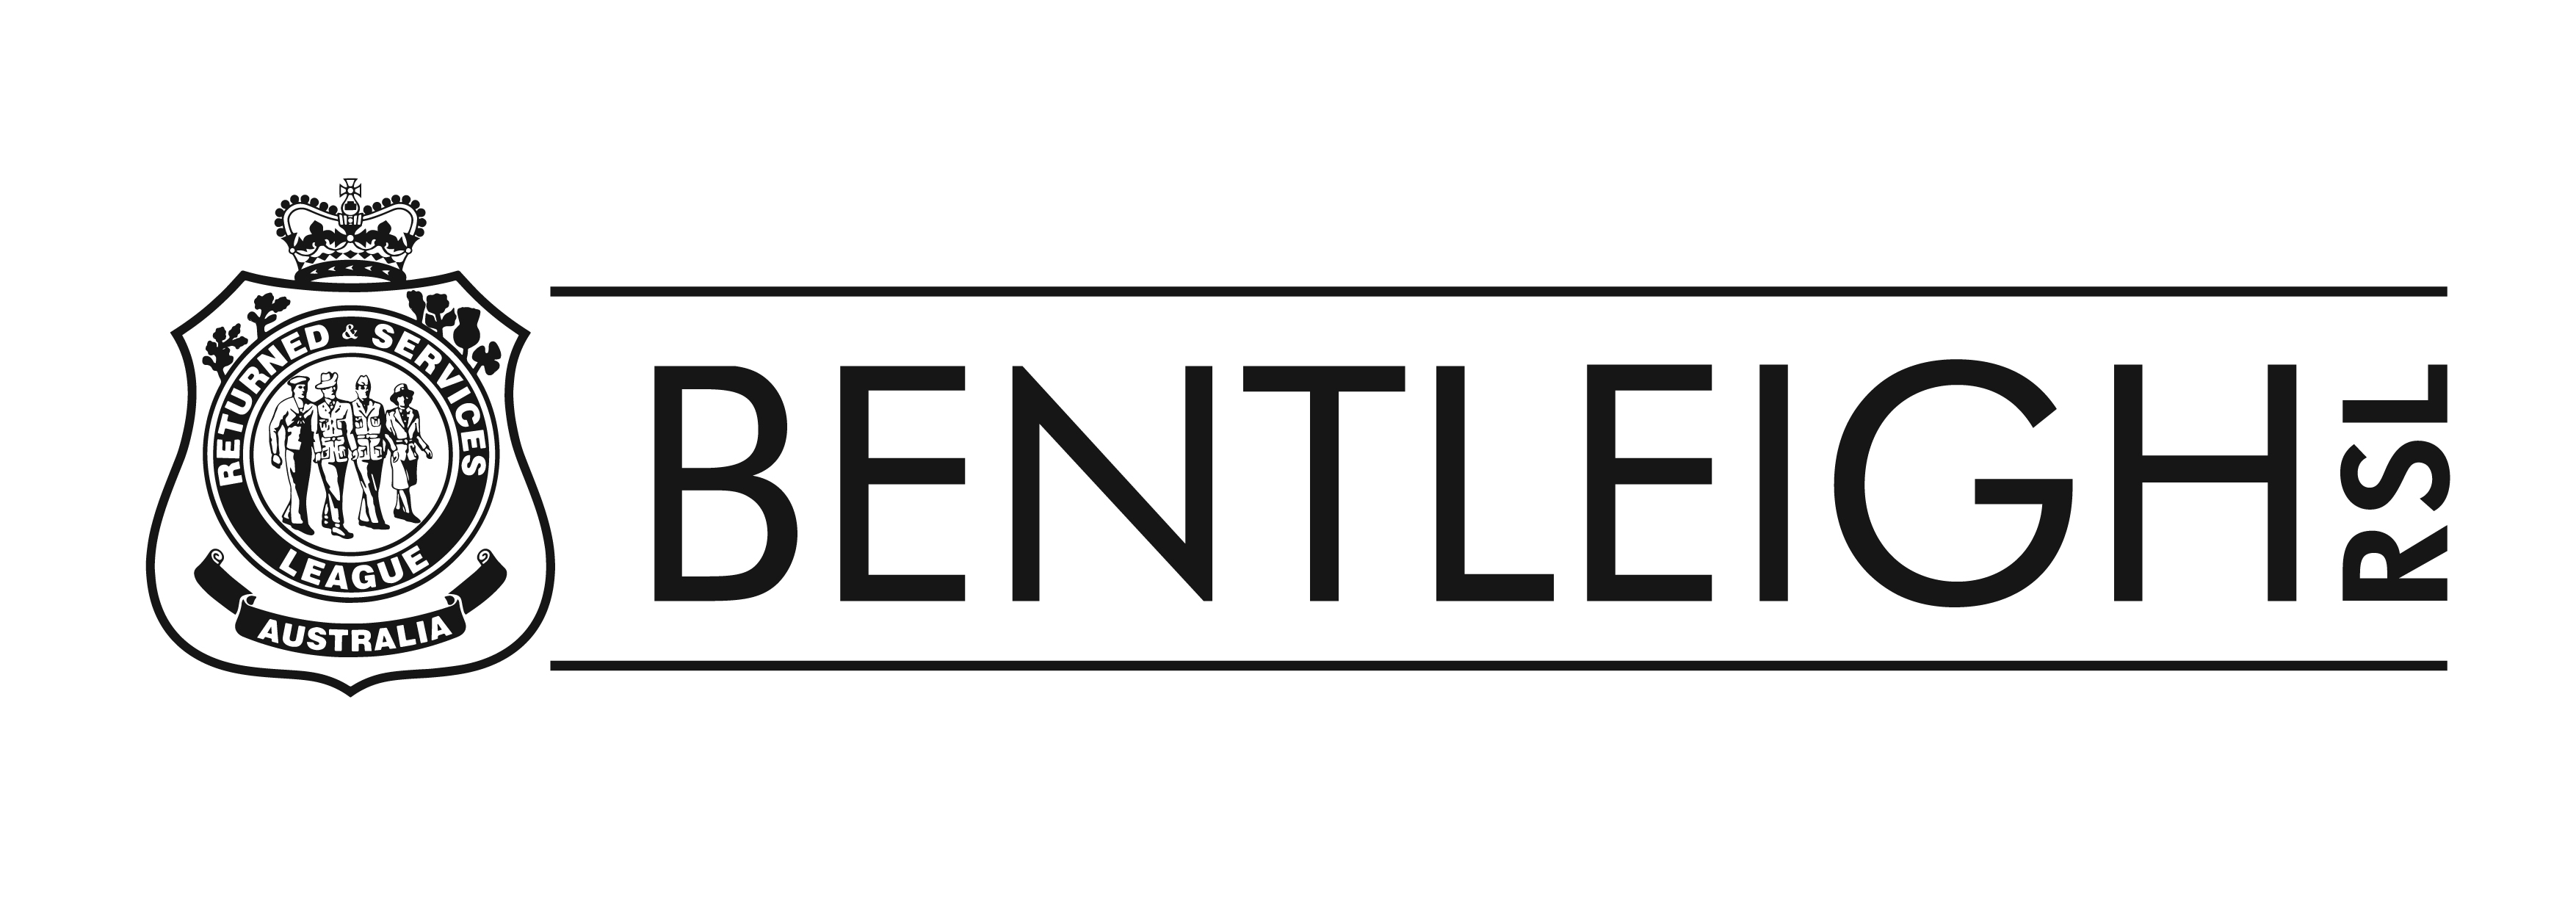 RETURNED & SERVICES
LEAGUE
AUSTRALIA
BENTLEIGH
RSL